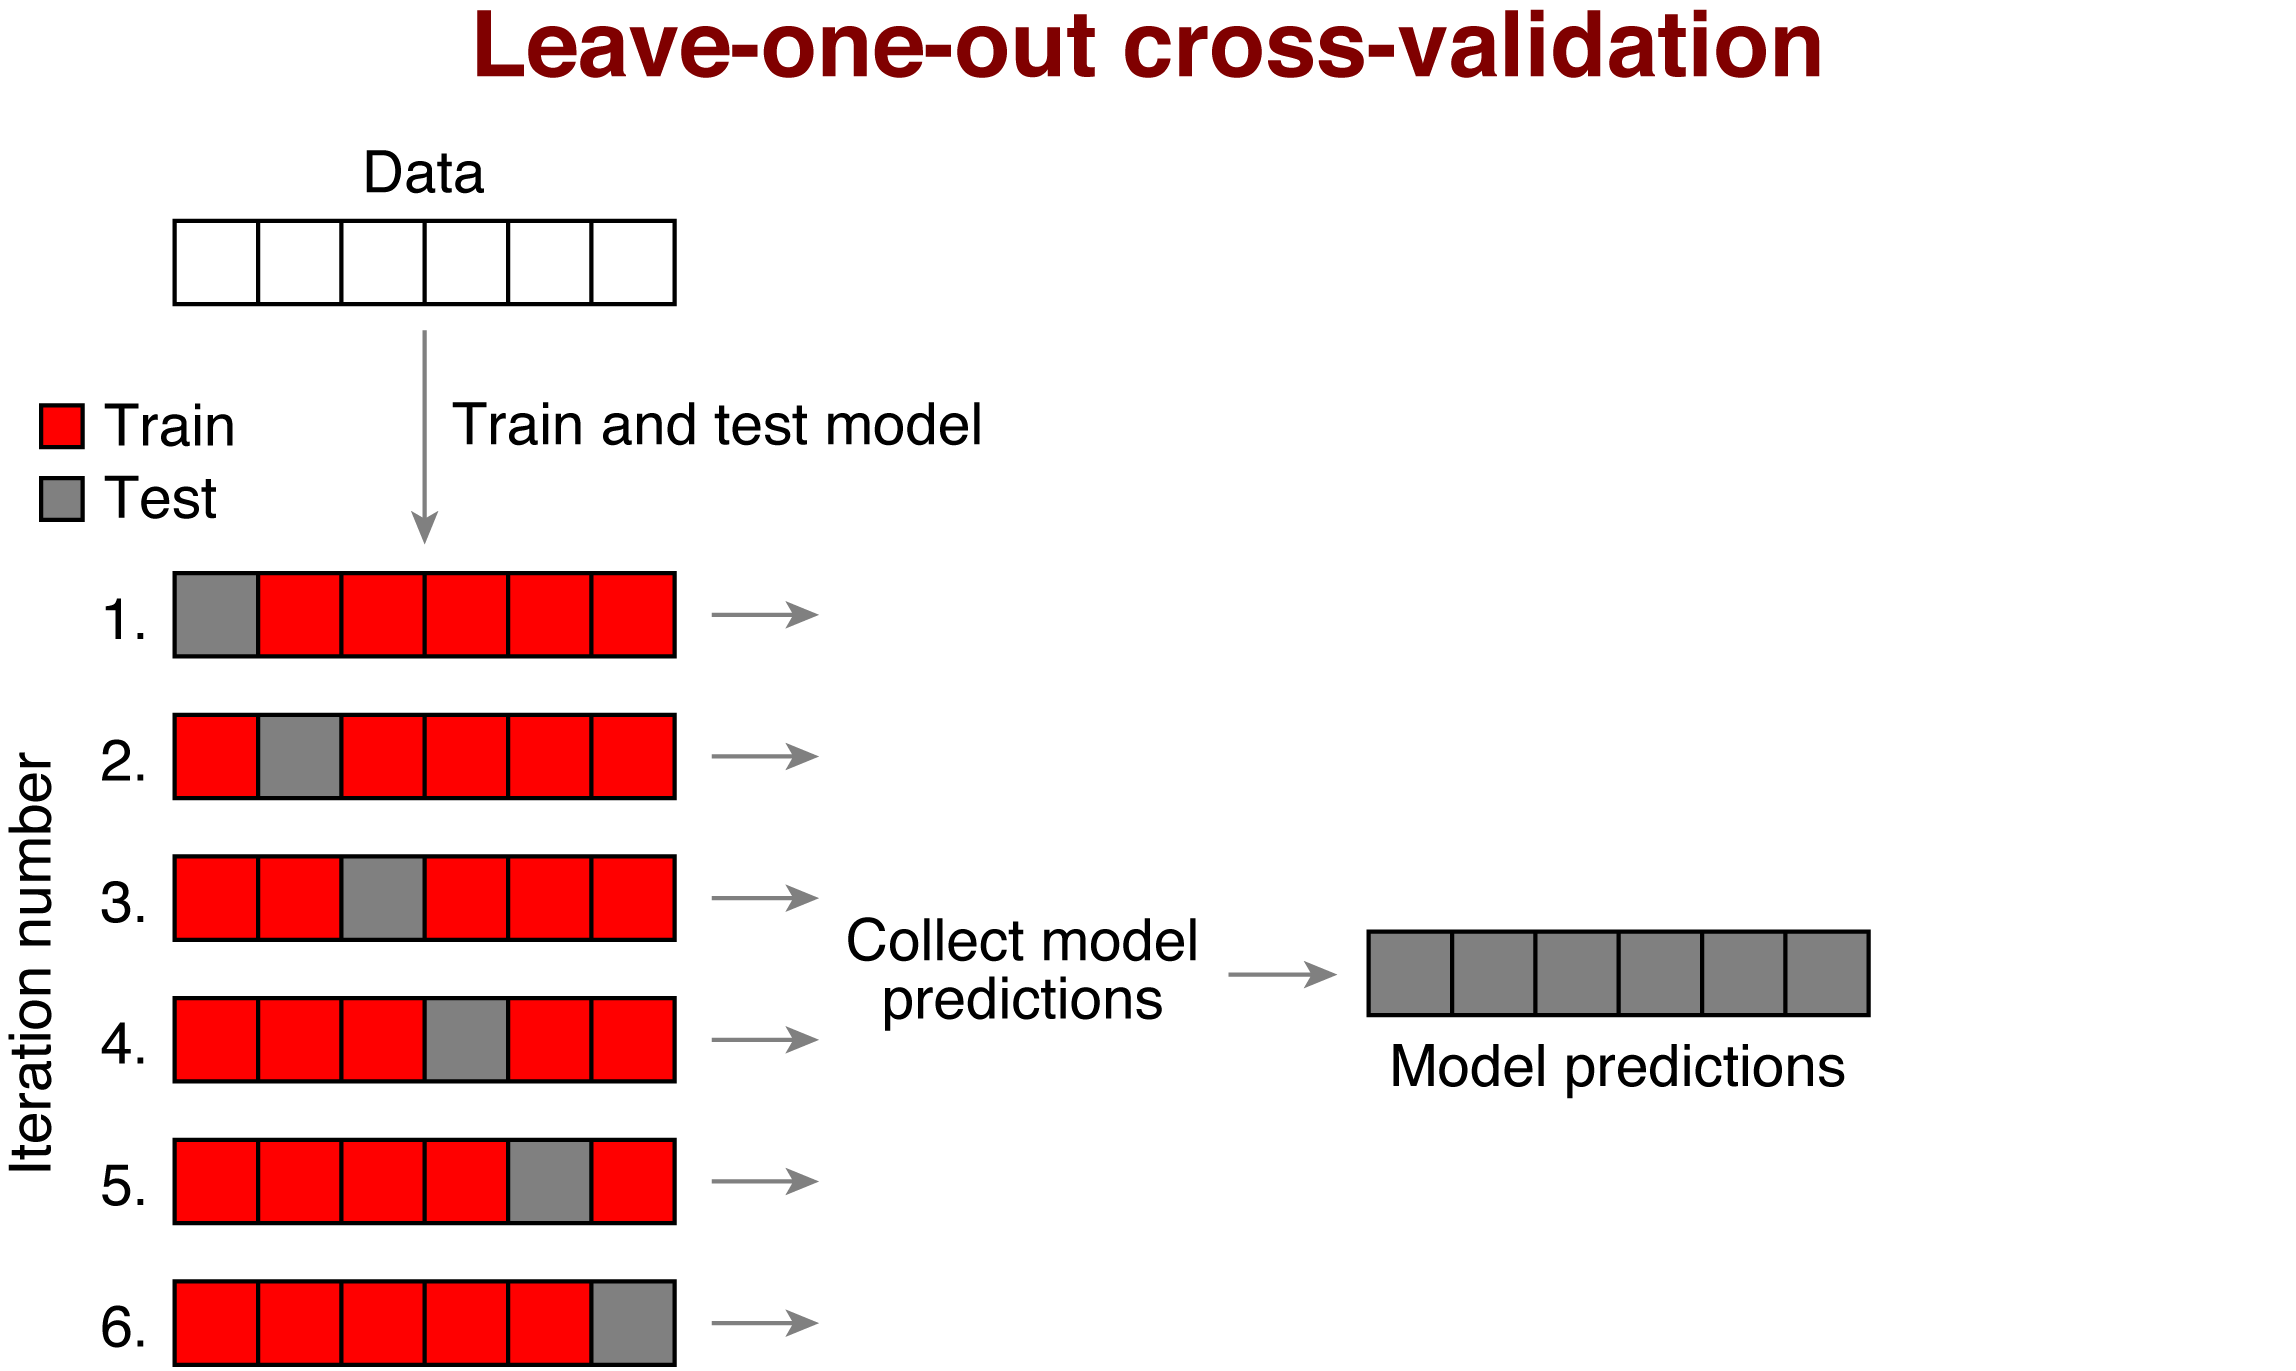 Leave-one-out cross-validation
Data
Train
Test
Train and test model
Iteration number
1.
2.
3.
4.
5.
6.
Collect model
predictions
Model predictions